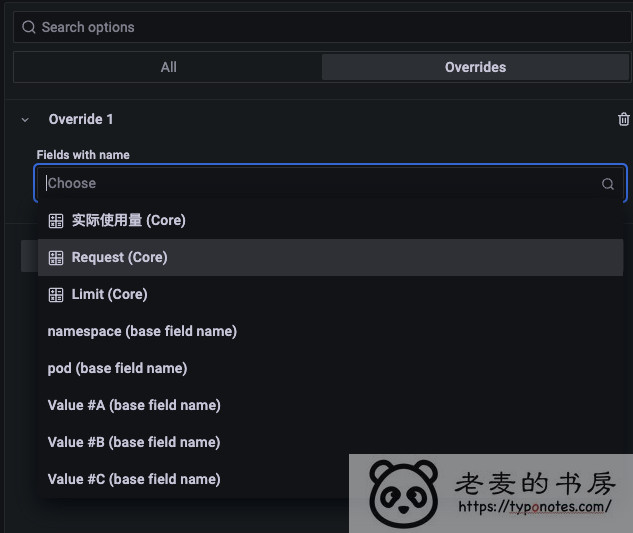 Search options
All
Overrides
Override 1
Fields with name
Choose
实际使用量 (Core)
Request (Core)
Limit (Core)
namespace (base field name)
pod (base field name)
Value #A (base field name)
Value #B (base field name)
Value #C (base field name)
老麦的书房
https://typonotes.com/